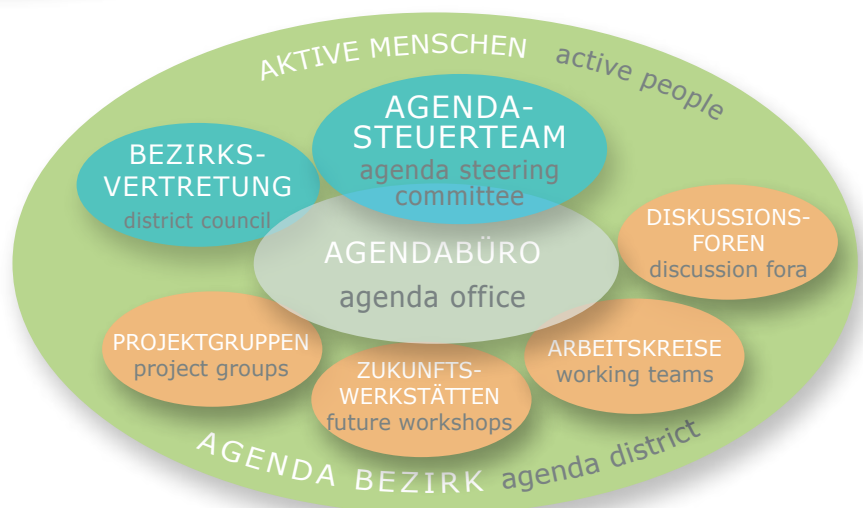 AKTIVE MENSCHEN active people
AGENDA-
STEUERTEAM
agenda steering
committee
BEZIRKS-
VERTRETUNG
district council
AGENDABÜRO
agenda office
DISKUSSIONS-
FOREN
discussion fora
PROJEKTGRUPPEN
project groups
ZUKUNFTS-
WERKSTÄTTEN
future workshops
ARBEITSKREISE
working teams
AGENDA BEZIRK agenda district